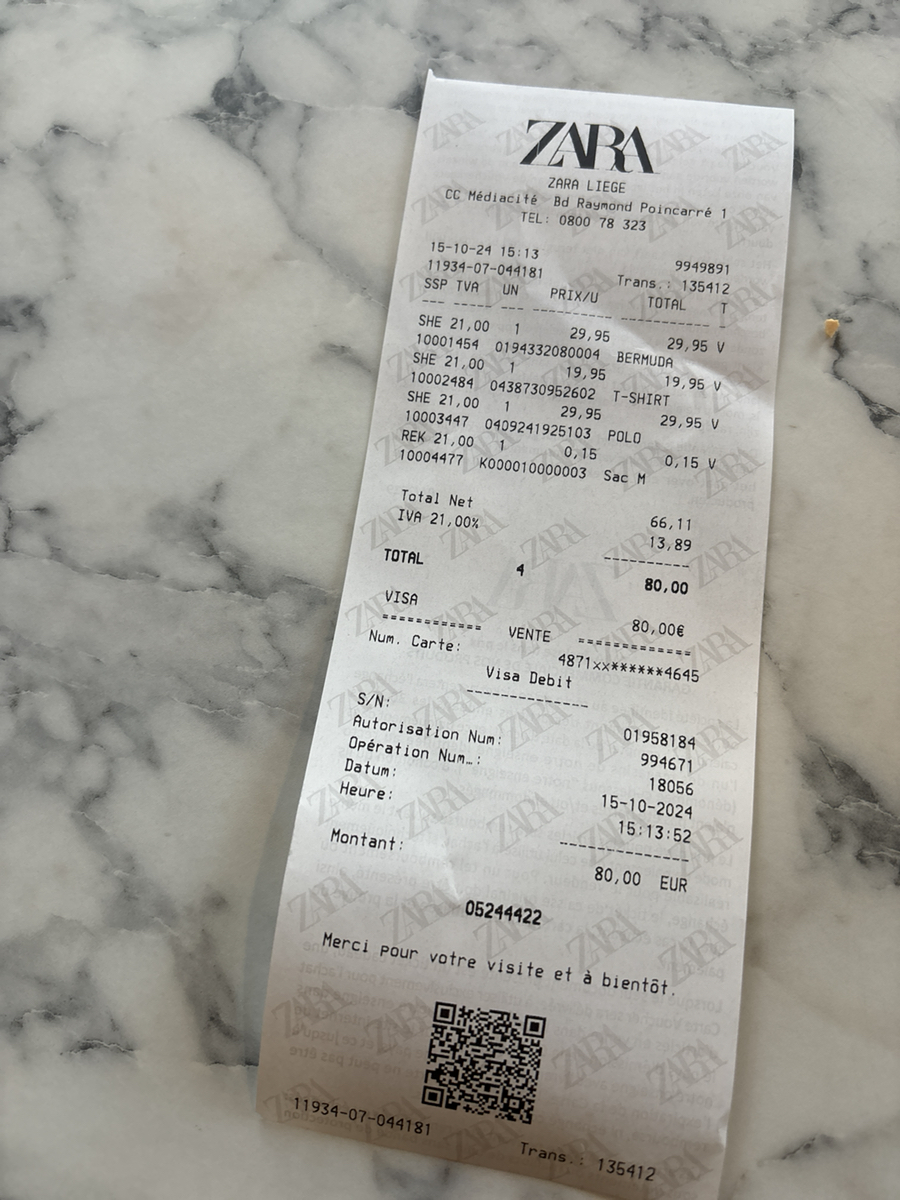 ZARA
ZARA LIEGE
CC Médiacité Bd Raymond Poincarré 1
TEL: 0800 78 323
15-10-24 15:13 9949891
11934-07-044181 Trans.: 135412
SSP TVA UN PRIX/U TOTAL T
--- ----- --- ---------- ----------- -
SHE 21,00 1 29,95 29,95 V
10001454 0194332080004 BERMUDA
SHE 21,00 1 19,95 19,95 V
10002484 0438730952602 T-SHIRT
SHE 21,00 1 29,95 29,95 V
10003447 0409241925103 POLO
REK 21,00 1 0,15 0,15 V
10004477 K000010000003 Sac M
Total Net 66,11
IVA 21,00% 13,89
----------
TOTAL 4 80,00
VISA 80,00€
============ VENTE =============
Num. Carte: 4871xx******4645
Visa Debit
-------------
S/N: 01958184
Autorisation Num: 994671
Opération Num…: 18056
Datum: 15-10-2024
Heure: 15:13:52
--------------
Montant: 80,00 EUR
05244422
Merci pour votre visite et à bientôt.
11934-07-044181 Trans.: 135412